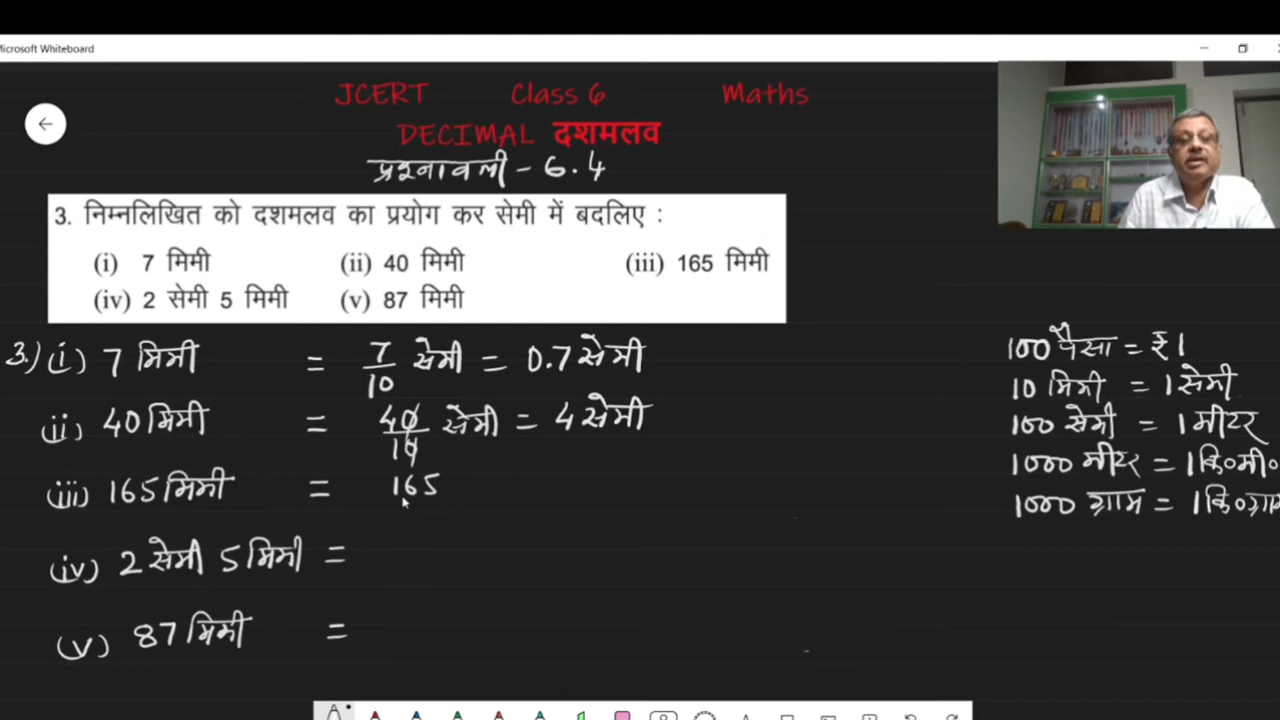 Microsoft Whiteboard
JCERT Class 6 Maths
DECIMAL दशमलव
प्रश्नावली - 6.4
3. निम्नलिखित को दशमलव का प्रयोग कर सेमी में बदलिए :
(i) 7 मिमी (ii) 40 मिमी (iii) 165 मिमी
(iv) 2 सेमी 5 मिमी (v) 87 मिमी
3.) (i) 7 मिमी = 7/10 सेमी = 0.7 सेमी
(ii) 40 मिमी = 40/10 सेमी = 4 सेमी
(iii) 165 मिमी = 165
(iv) 2 सेमी 5 मिमी =
(v) 87 मिमी =
100 पैसा = ₹ 1
10 मिमी = 1 सेमी
100 सेमी = 1 मीटर
1000 मीटर = 1 कि०मी०
1000 ग्राम = 1 कि०ग्रा